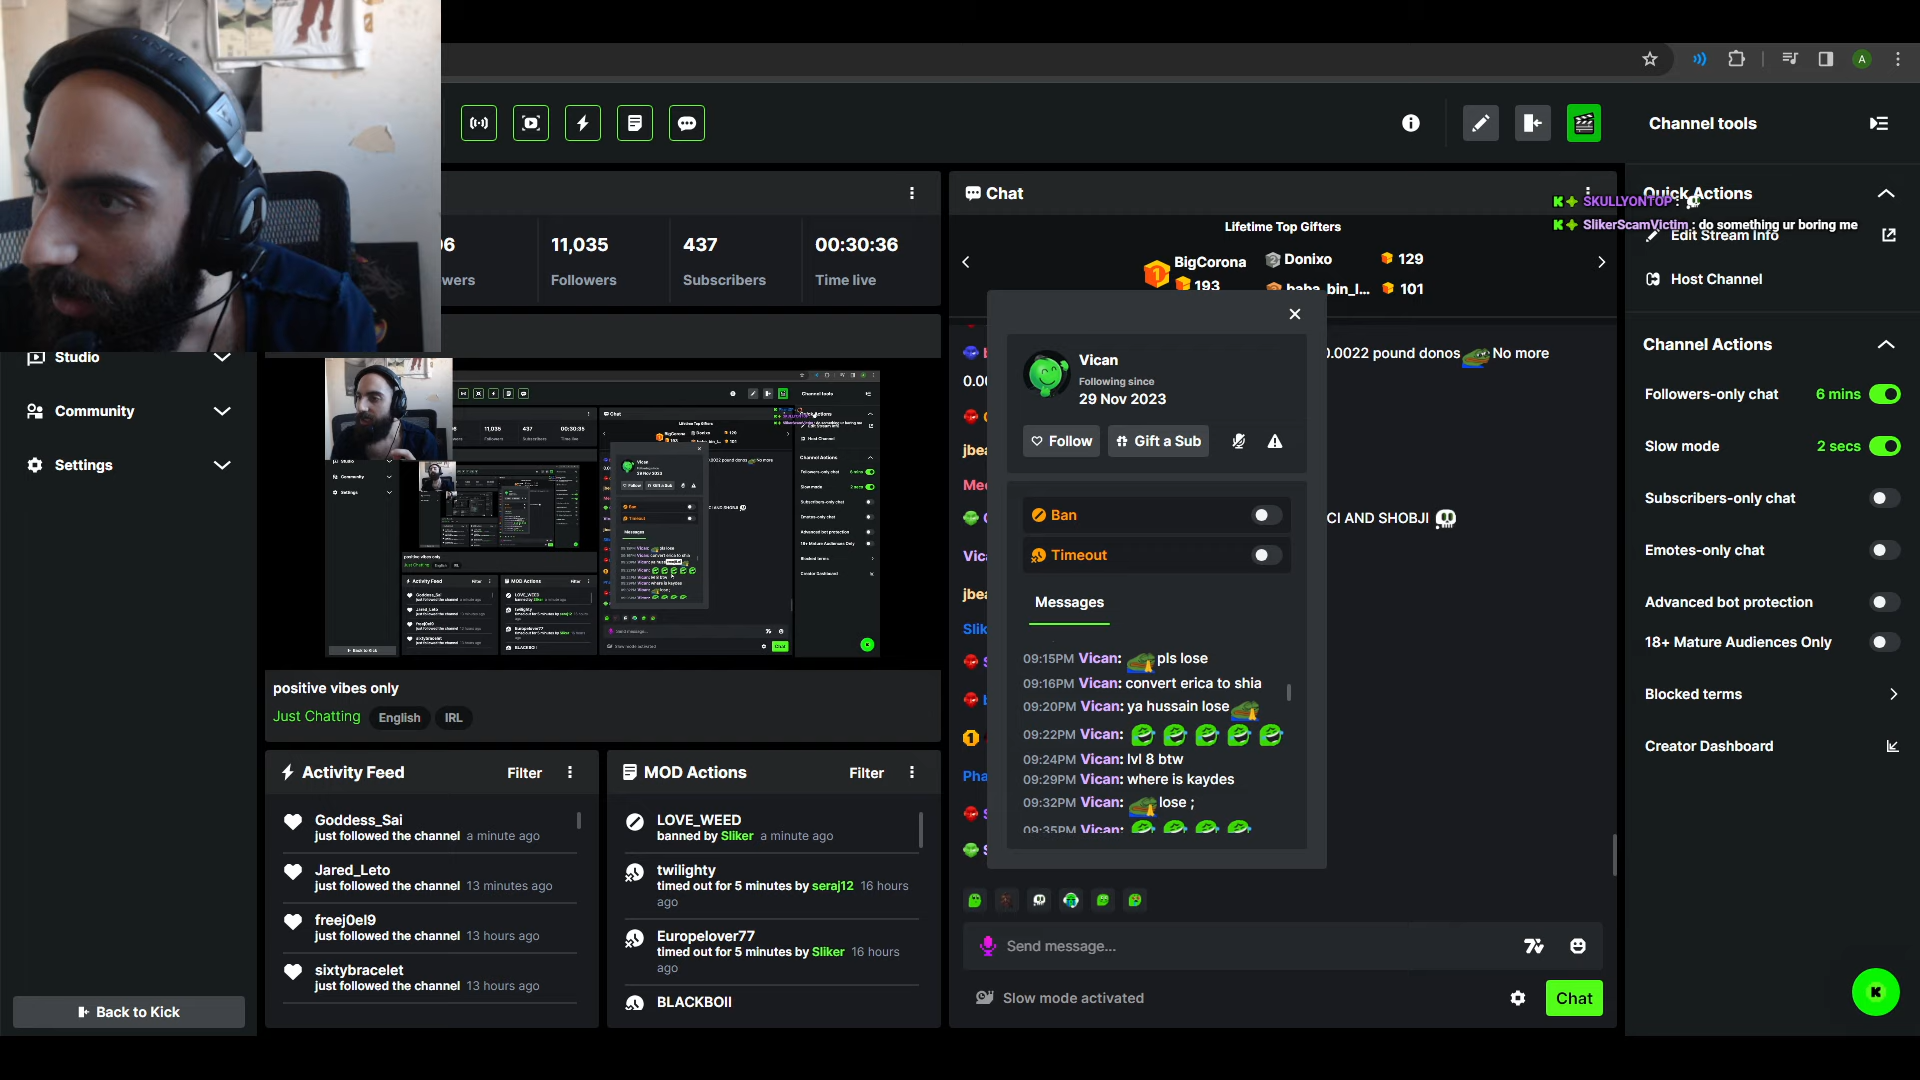 Channel tools
Quick Actions
SKULLYONTOP :
SlikerScamVictim : do something ur boring me
Edit Stream Info
Host Channel
Channel Actions
Followers-only chat 6 mins
Slow mode 2 secs
Subscribers-only chat
Emotes-only chat
Advanced bot protection
18+ Mature Audiences Only
Blocked terms
Creator Dashboard
Studio
Community
Settings
Back to Kick
11,035
Followers
437
Subscribers
00:30:36
Time live
positive vibes only
Just Chatting English IRL
Activity Feed Filter
Goddess_Sai
just followed the channel a minute ago
Jared_Leto
just followed the channel 13 minutes ago
freej0el9
just followed the channel 13 hours ago
sixtybracelet
just followed the channel 13 hours ago
MOD Actions Filter
LOVE_WEED
banned by Sliker a minute ago
twilighty
timed out for 5 minutes by seraj12 16 hours
ago
Europelover77
timed out for 5 minutes by Sliker 16 hours
ago
BLACKBOII
Chat
Lifetime Top Gifters
1 BigCorona
193
2 Donixo 129
baba_bin_l... 101
0.0022 pound donos No more
CI AND SHOBJI
Vican
Following since
29 Nov 2023
Follow
Gift a Sub
Ban
Timeout
Messages
09:15PM Vican: pls lose
09:16PM Vican: convert erica to shia
09:20PM Vican: ya hussain lose
09:22PM Vican:
09:24PM Vican: lvl 8 btw
09:29PM Vican: where is kaydes
09:32PM Vican: lose ;
09:35PM Vican:
Send message...
Slow mode activated
Chat